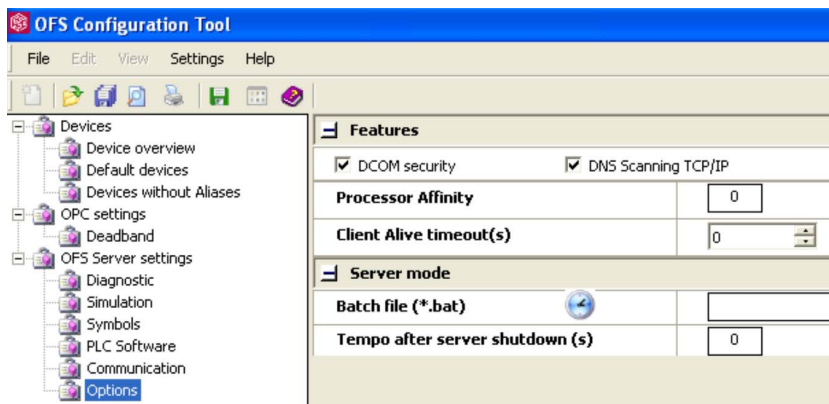 OFS Configuration Tool
File Edit View Settings Help
Devices
Device overview
Default devices
Devices without Aliases
OPC settings
Deadband
OFS Server settings
Diagnostic
Simulation
Symbols
PLC Software
Communication
Options
Features
DCOM security DNS Scanning TCP/IP
Processor Affinity 0
Client Alive timeout(s) 0
Server mode
Batch file (*.bat)
Tempo after server shutdown (s) 0